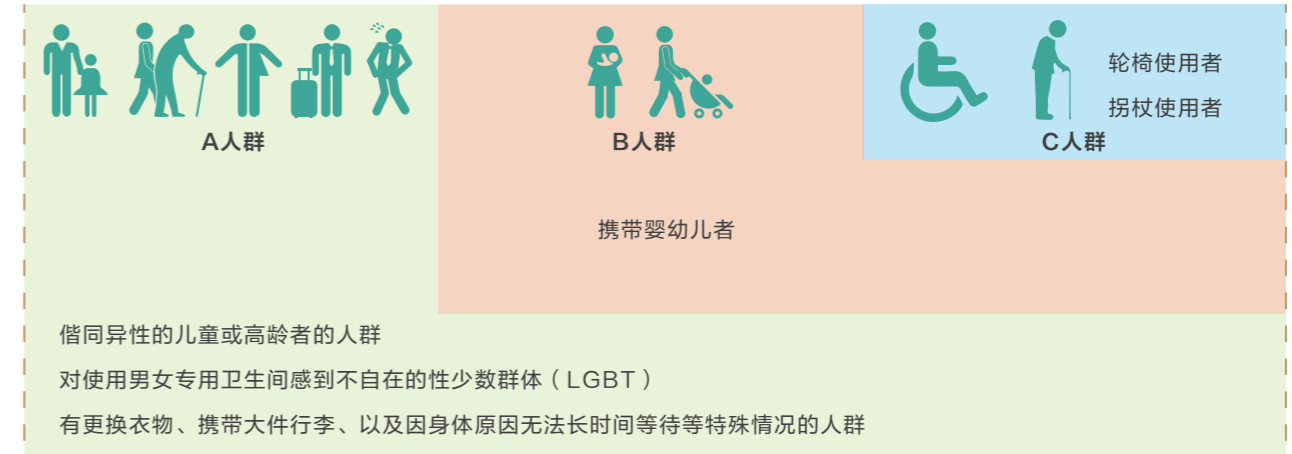 轮椅使用者
拐杖使用者
A人群
B人群
C人群
携带婴幼儿者
偕同异性的儿童或高龄者的人群
对使用男女专用卫生间感到不自在的性少数群体（LGBT）
有更换衣物、携带大件行李、以及因身体原因无法长时间等待等特殊情况的人群